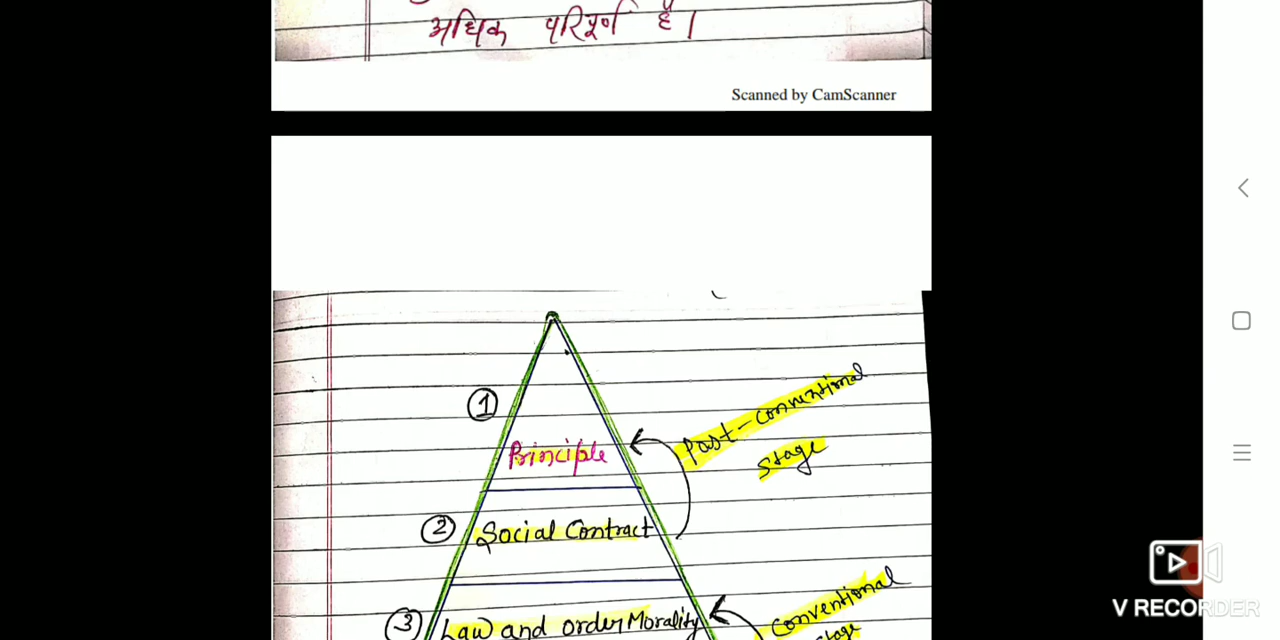 अधिक परिपूर्ण है।
Scanned by CamScanner
1
Principle
Post-conventional
stage
2 Social Contract
3 Law and order Morality
Conventional
stage
V RECORDER